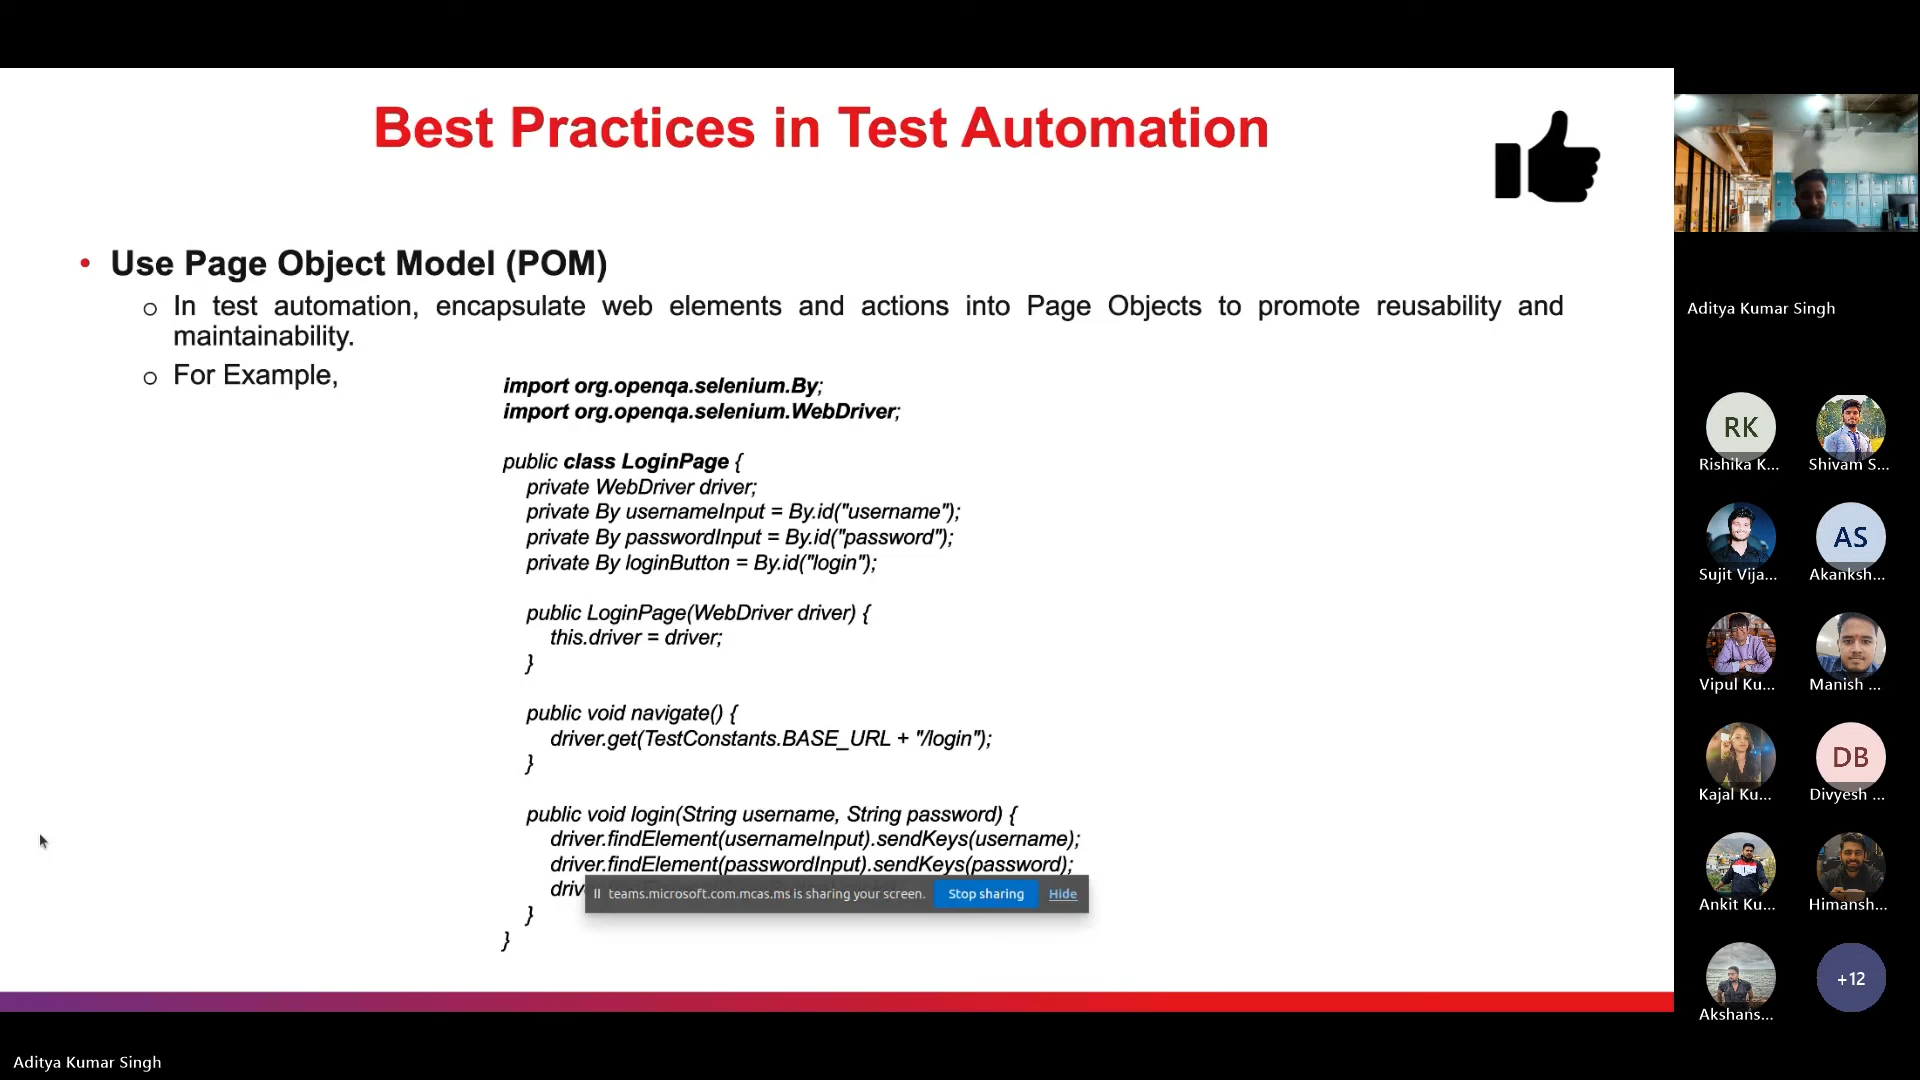 Best Practices in Test Automation
• Use Page Object Model (POM)
o In test automation, encapsulate web elements and actions into Page Objects to promote reusability and
maintainability.
o For Example,
import org.openqa.selenium.By;
import org.openqa.selenium.WebDriver;
public class LoginPage {
private WebDriver driver;
private By usernameInput = By.id("username");
private By passwordInput = By.id("password");
private By loginButton = By.id("login");
public LoginPage(WebDriver driver) {
this.driver = driver;
}
public void navigate() {
driver.get(TestConstants.BASE_URL + "/login");
}
public void login(String username, String password) {
driver.findElement(usernameInput).sendKeys(username);
driver.findElement(passwordInput).sendKeys(password);
driv
teams.microsoft.com.mcas.ms is sharing your screen. Stop sharing Hide
}
}
Aditya Kumar Singh
RK
Rishika K... Shivam S...
AS
Sujit Vija... Akanksh...
Vipul Ku... Manish ...
DB
Kajal Ku... Divyesh ...
Ankit Ku... Himansh...
+12
Akshans...
Aditya Kumar Singh